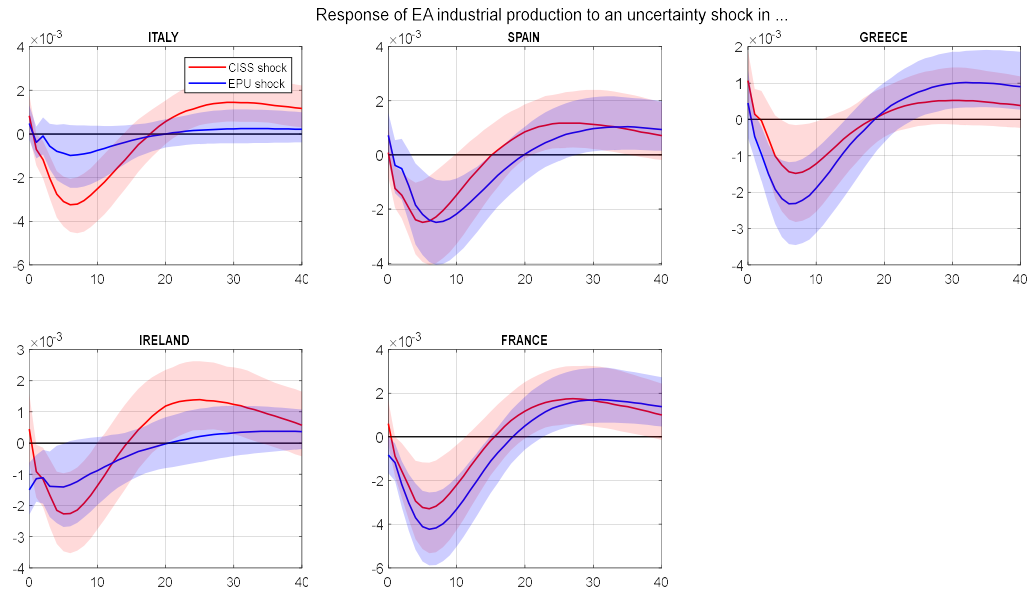 Response of EA industrial production to an uncertainty shock in ...
ITALY
×10-3
4
2
0
-2
-4
-6
0 10 20 30 40
CISS shock
EPU shock
SPAIN
×10-3
4
2
0
-2
-4
0 10 20 30 40
GREECE
×10-3
2
1
0
-1
-2
-3
-4
0 10 20 30 40
IRELAND
×10-3
3
2
1
0
-1
-2
-3
-4
0 10 20 30 40
FRANCE
×10-3
4
2
0
-2
-4
-6
0 10 20 30 40